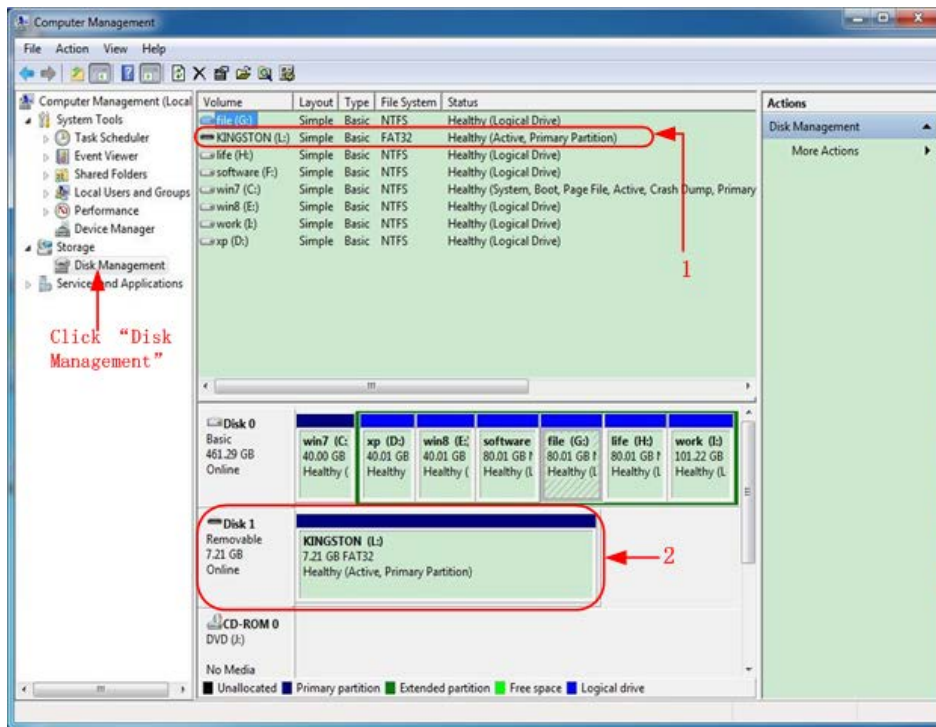 Computer Management
File Action View Help
Computer Management (Local
System Tools
Task Scheduler
Event Viewer
Shared Folders
Local Users and Groups
Performance
Device Manager
Storage
Disk Management
Services and Applications
Click “Disk
Management”
Volume Layout Type File System Status
file (G:) Simple Basic NTFS Healthy (Logical Drive)
KINGSTON (L:) Simple Basic FAT32 Healthy (Active, Primary Partition)
life (H:) Simple Basic NTFS Healthy (Logical Drive)
software (F:) Simple Basic NTFS Healthy (Logical Drive)
win7 (C:) Simple Basic NTFS Healthy (System, Boot, Page File, Active, Crash Dump, Primary
win8 (E:) Simple Basic NTFS Healthy (Logical Drive)
work (I:) Simple Basic NTFS Healthy (Logical Drive)
xp (D:) Simple Basic NTFS Healthy (Logical Drive)
1
Actions
Disk Management
More Actions
Disk 0
Basic
461.29 GB
Online
win7 (C: xp (D:) win8 (E: software file (G:) life (H:) work (I:)
40.00 GB 40.01 GB 40.01 GB 80.01 GB 80.01 GB 80.01 GB 101.22 GB
Healthy ( Healthy Healthy ( Healthy (L Healthy (L Healthy (L Healthy (L
Disk 1
Removable
7.21 GB
Online
KINGSTON (L:)
7.21 GB FAT32
Healthy (Active, Primary Partition)
2
CD-ROM 0
DVD (J:)
No Media
Unallocated Primary partition Extended partition Free space Logical drive